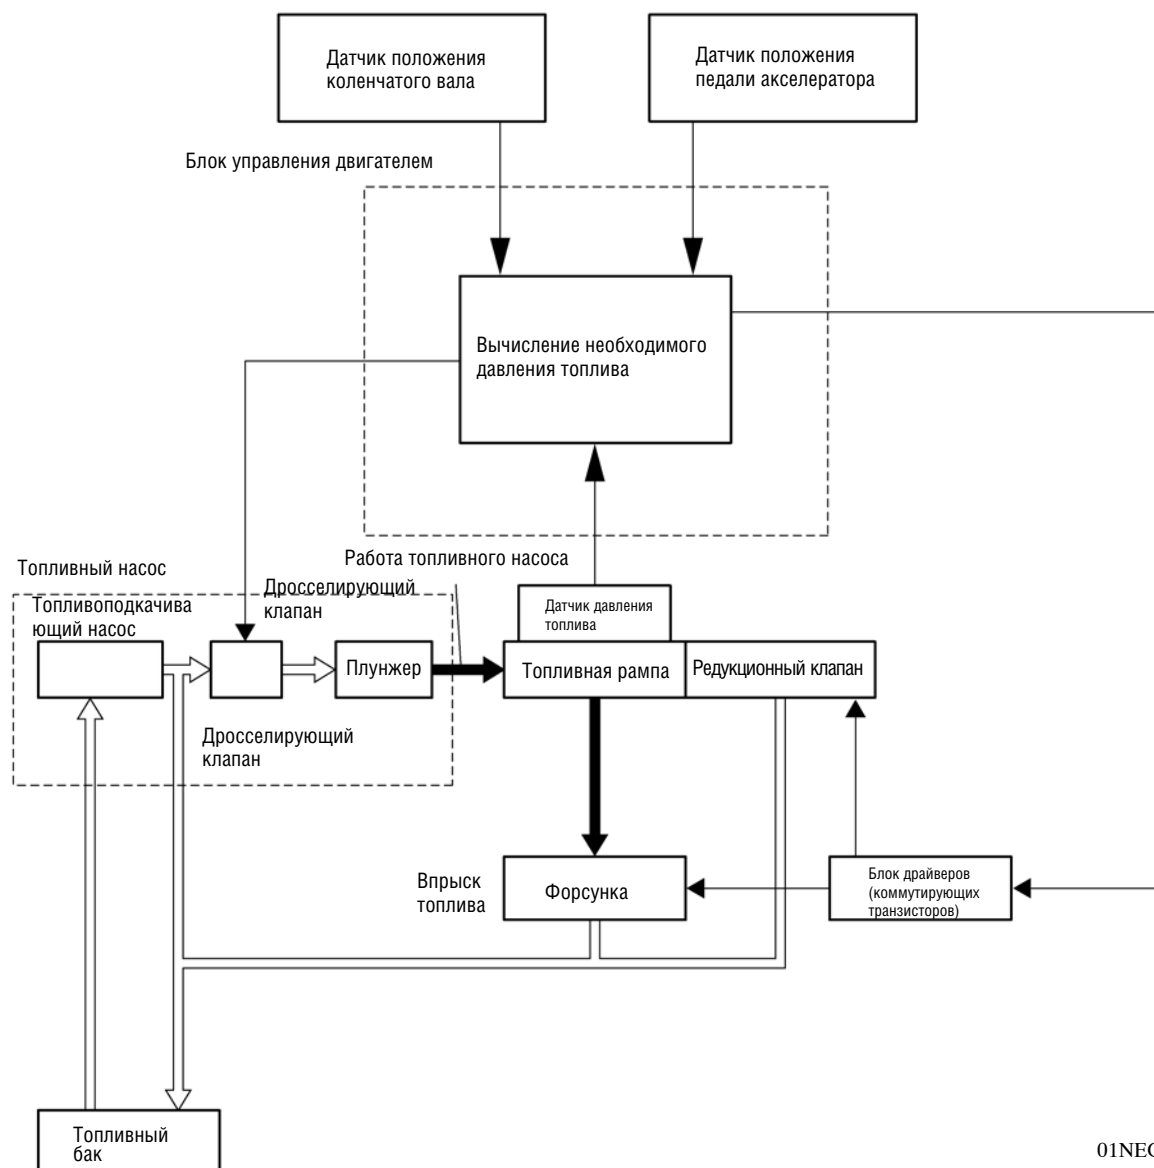 Датчик положения
коленчатого вала
Датчик положения
педали акселератора
Блок управления двигателем
Вычисление необходимого
давления топлива
Работа топливного насоса
Топливный насос
Дросселирующий
клапан
Топливоподкачива
ющий насос
Датчик давления
топлива
Плунжер
Топливная рампа
Редукционный клапан
Дросселирующий
клапан
Впрыск
топлива
Форсунка
Блок драйверов
(коммутирующих
транзисторов)
Топливный
бак